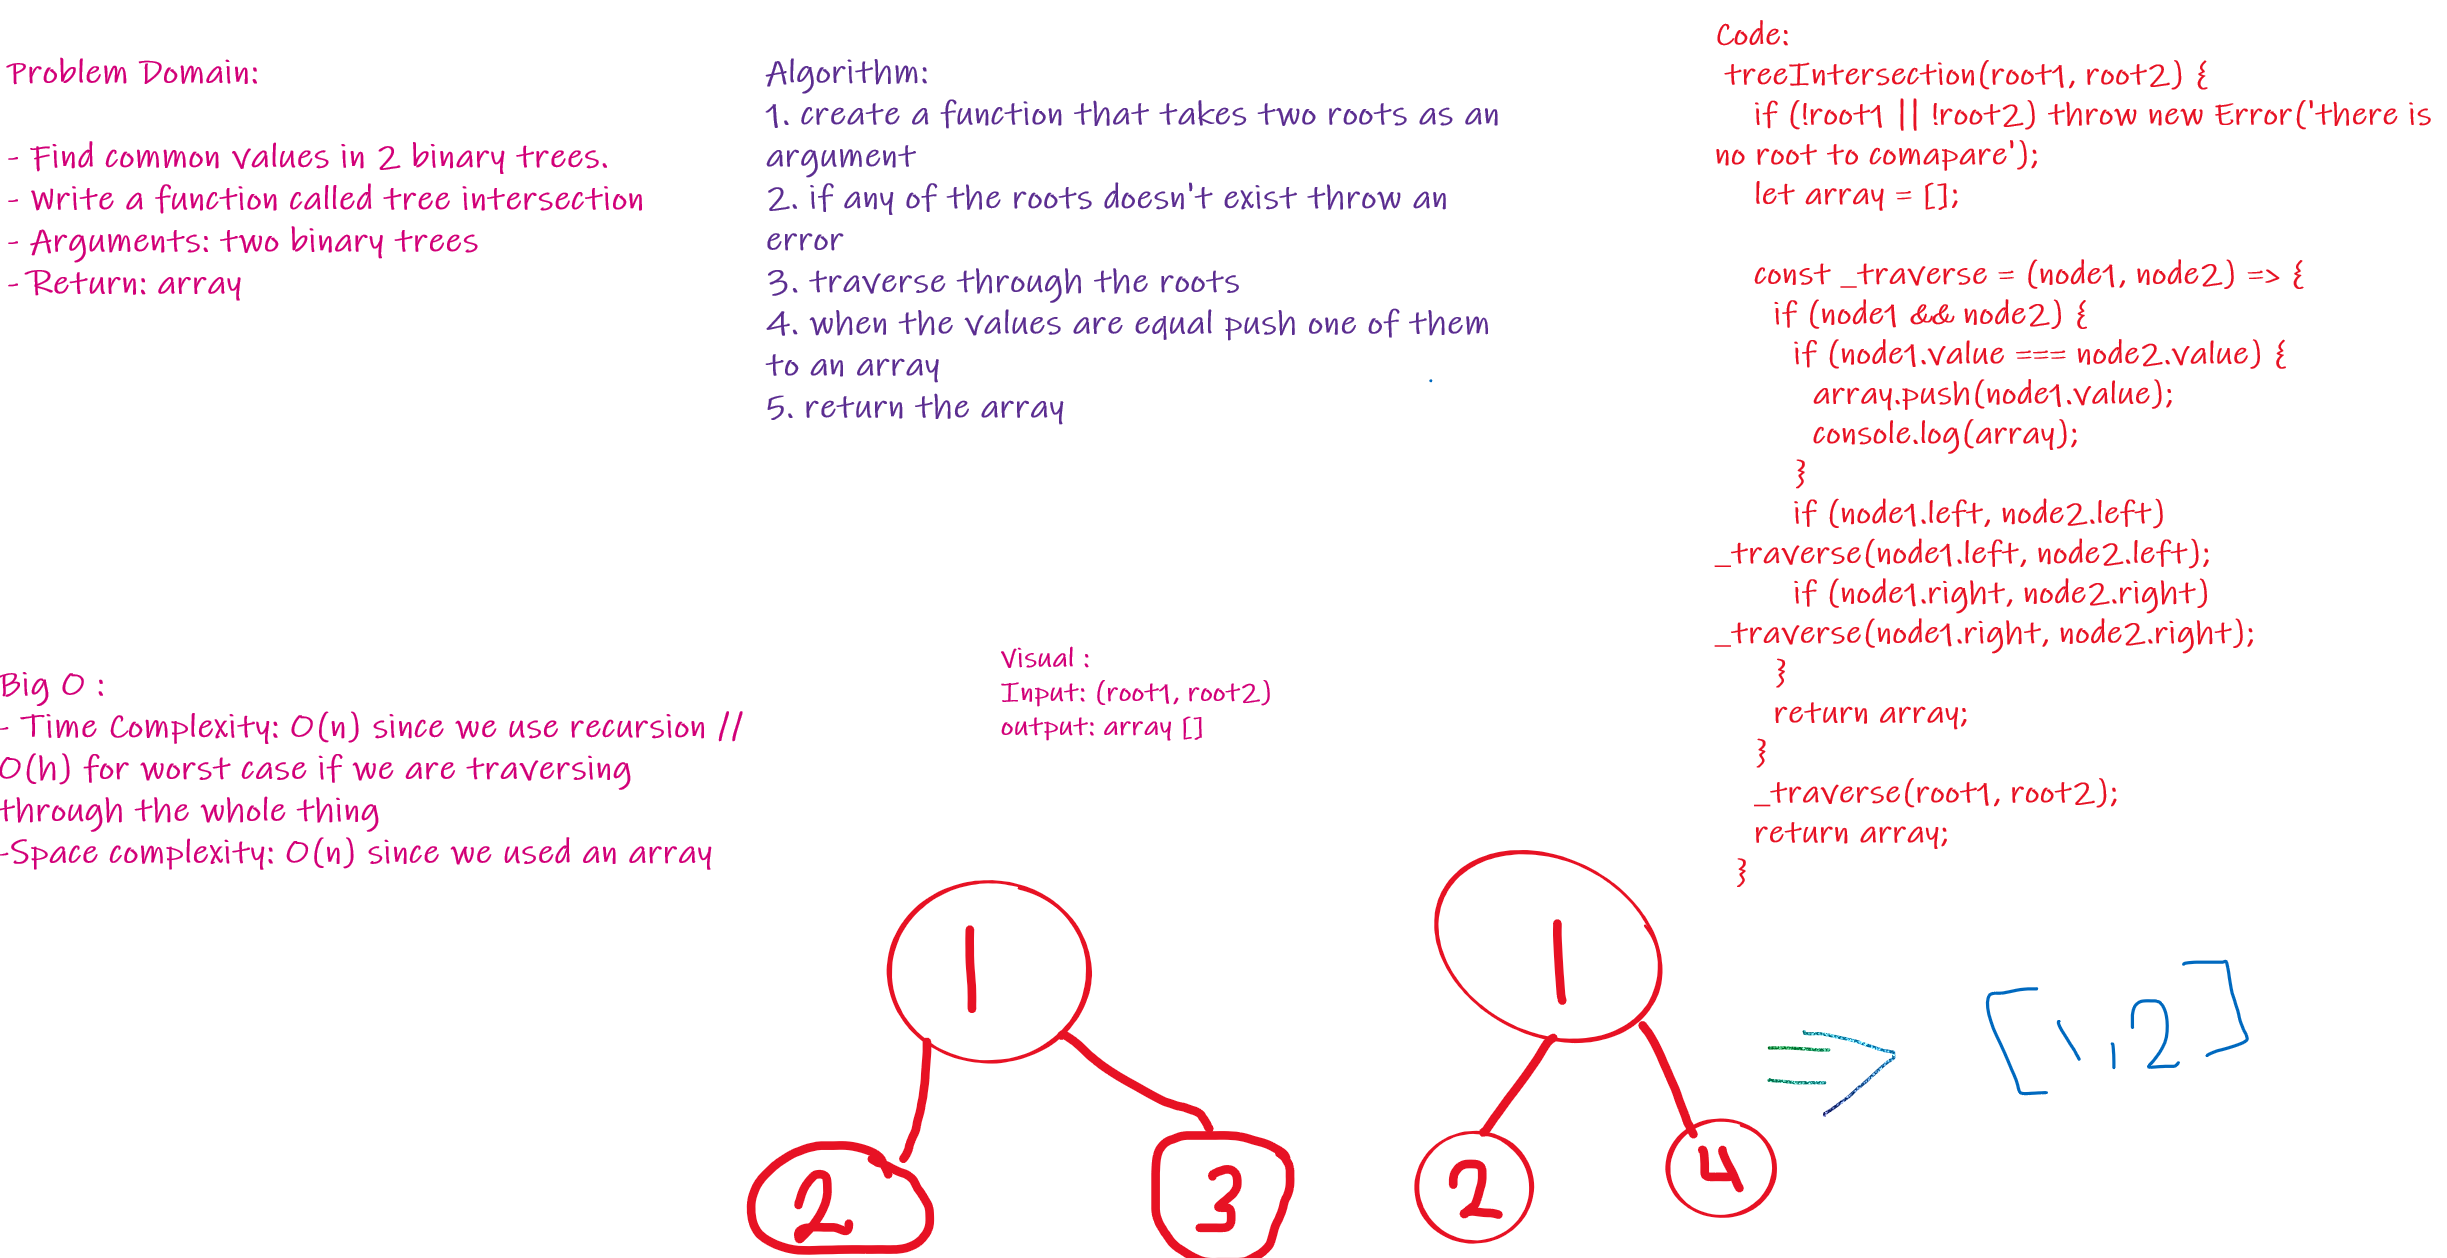 Problem Domain:
- Find common values in 2 binary trees.
- Write a function called tree intersection
- Arguments: two binary trees
- Return: array
Algorithm:
1. create a function that takes two roots as an
argument
2. if any of the roots doesn't exist throw an
error
3. traverse through the roots
4. when the values are equal push one of them
to an array
5. return the array
Code:
treeIntersection(root1, root2) {
if (!root1 || !root2) throw new Error('there is
no root to comapare');
let array = [];
const _traverse = (node1, node2) => {
if (node1 && node2) {
if (node1.value === node2.value) {
array.push(node1.value);
console.log(array);
}
if (node1.left, node2.left)
_traverse(node1.left, node2.left);
if (node1.right, node2.right)
_traverse(node1.right, node2.right);
}
return array;
}
_traverse(root1, root2);
return array;
}
Big O :
- Time Complexity: O(n) since we use recursion //
O(h) for worst case if we are traversing
through the whole thing
-Space complexity: O(n) since we used an array
Visual :
Input: (root1, root2)
output: array []
1
2
3
1
2
4
[1,2]